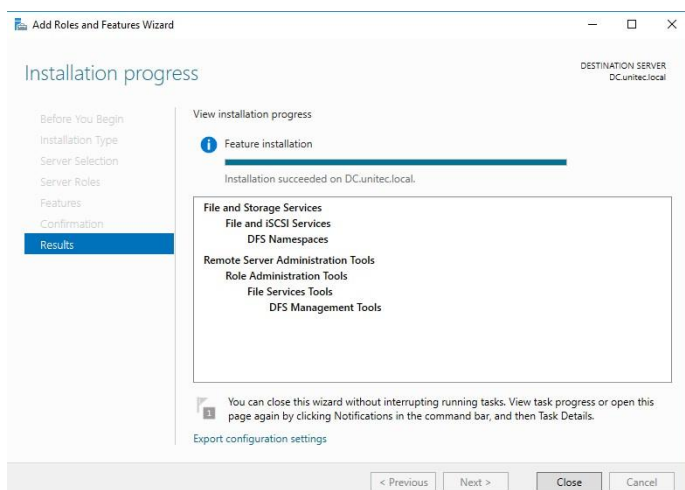 Add Roles and Features Wizard
Installation progress
DESTINATION SERVER
DC.unitec.local
Before You Begin
Installation Type
Server Selection
Server Roles
Features
Confirmation
Results
View installation progress
Feature installation
Installation succeeded on DC.unitec.local.
File and Storage Services
File and iSCSI Services
DFS Namespaces
Remote Server Administration Tools
Role Administration Tools
File Services Tools
DFS Management Tools
1
You can close this wizard without interrupting running tasks. View task progress or open this
page again by clicking Notifications in the command bar, and then Task Details.
Export configuration settings
< Previous
Next >
Close
Cancel